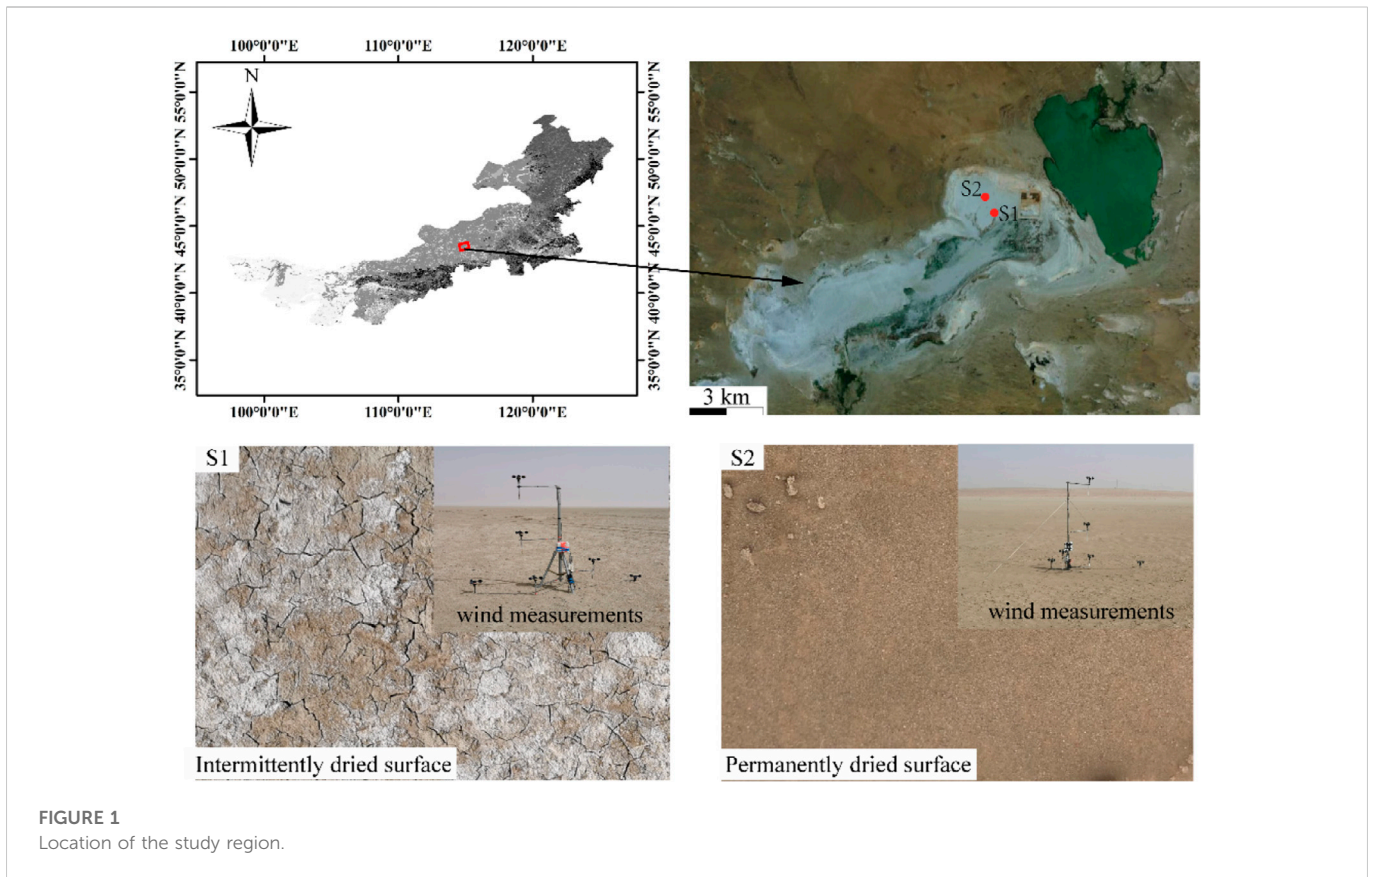 100°0'0"E 110°0'0"E 120°0'0"E
N
55°0'0"N
50°0'0"N
45°0'0"N
40°0'0"N
35°0'0"N
55°0'0"N
50°0'0"N
45°0'0"N
40°0'0"N
35°0'0"N
100°0'0"E 110°0'0"E 120°0'0"E
S2
S1
3 km
S1
wind measurements
Intermittently dried surface
S2
wind measurements
Permanently dried surface
FIGURE 1
Location of the study region.